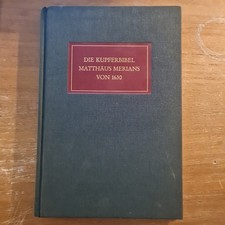 DIE KUPFERBIBEL
MATTHÄUS MERIANS
VON 1630